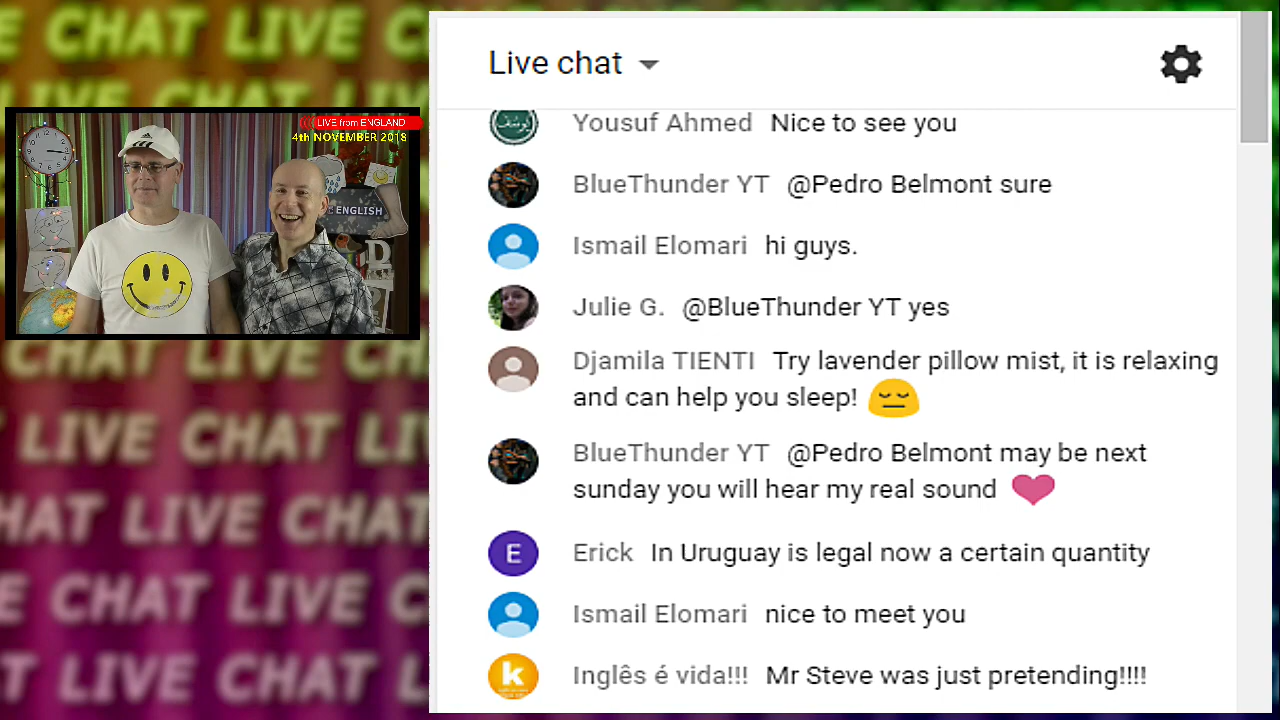 LIVE CHAT LIVE CHAT LIVE CHAT
LIVE from ENGLAND
4th NOVEMBER 2018
ENGLISH
D
Live chat
Yousuf Ahmed Nice to see you
BlueThunder YT @Pedro Belmont sure
Ismail Elomari hi guys.
Julie G. @BlueThunder YT yes
Djamila TIENTI Try lavender pillow mist, it is relaxing
and can help you sleep!
BlueThunder YT @Pedro Belmont may be next
sunday you will hear my real sound
E
Erick In Uruguay is legal now a certain quantity
Ismail Elomari nice to meet you
k
Inglês é vida!!! Mr Steve was just pretending!!!!